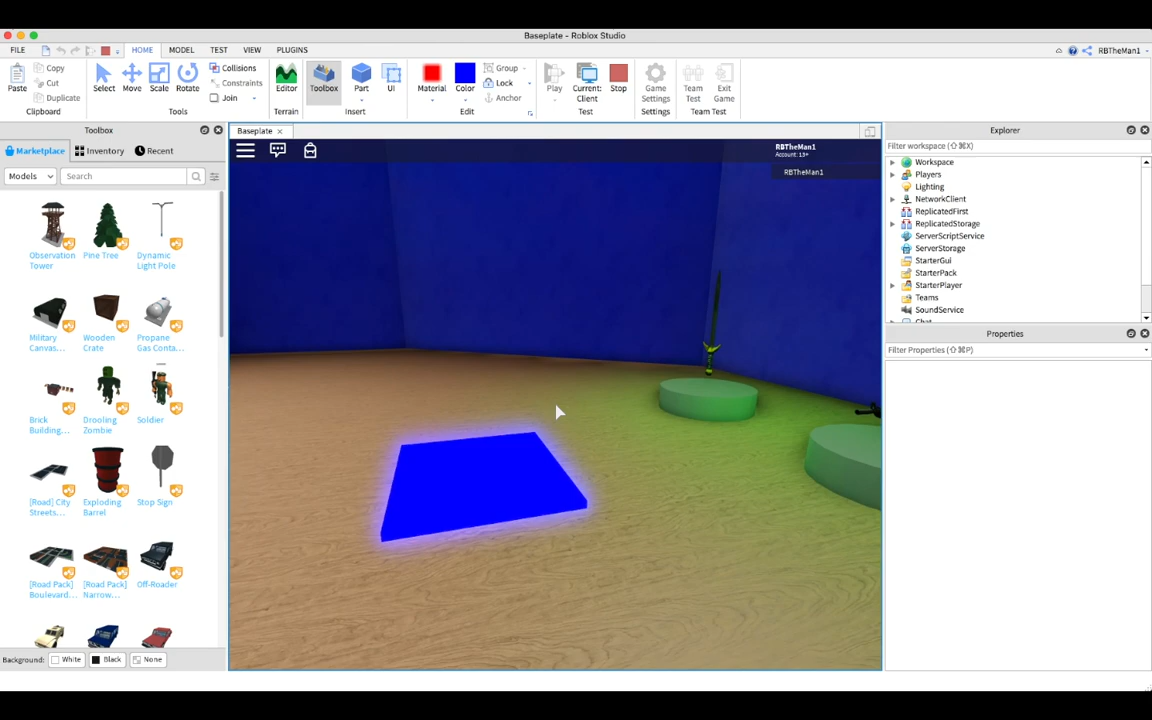 Baseplate - Roblox Studio
FILE HOME MODEL TEST VIEW PLUGINS RBTheMan1
Paste Copy Cut Duplicate Select Move Scale Rotate Collisions Constraints Join Editor Toolbox Part UI Material Color Group Lock Anchor Play Current: Client Stop Game Settings Team Test Exit Game
Clipboard Tools Terrain Insert Edit Test Settings Team Test
Toolbox
Marketplace Inventory Recent
Models Search
Observation Tower
Pine Tree
Dynamic Light Pole
Military Canvas...
Wooden Crate
Propane Gas Conta...
Brick Building...
Drooling Zombie
Soldier
[Road] City Streets...
Exploding Barrel
Stop Sign
[Road Pack] Boulevard...
[Road Pack] Narrow...
Off-Roader
Background: White Black None
Baseplate
RBTheMan1
Account: 13+
RBTheMan1
Explorer
Filter workspace (⇧⌘X)
Workspace
Players
Lighting
NetworkClient
ReplicatedFirst
ReplicatedStorage
ServerScriptService
ServerStorage
StarterGui
StarterPack
StarterPlayer
Teams
SoundService
Properties
Filter Properties (⇧⌘P)